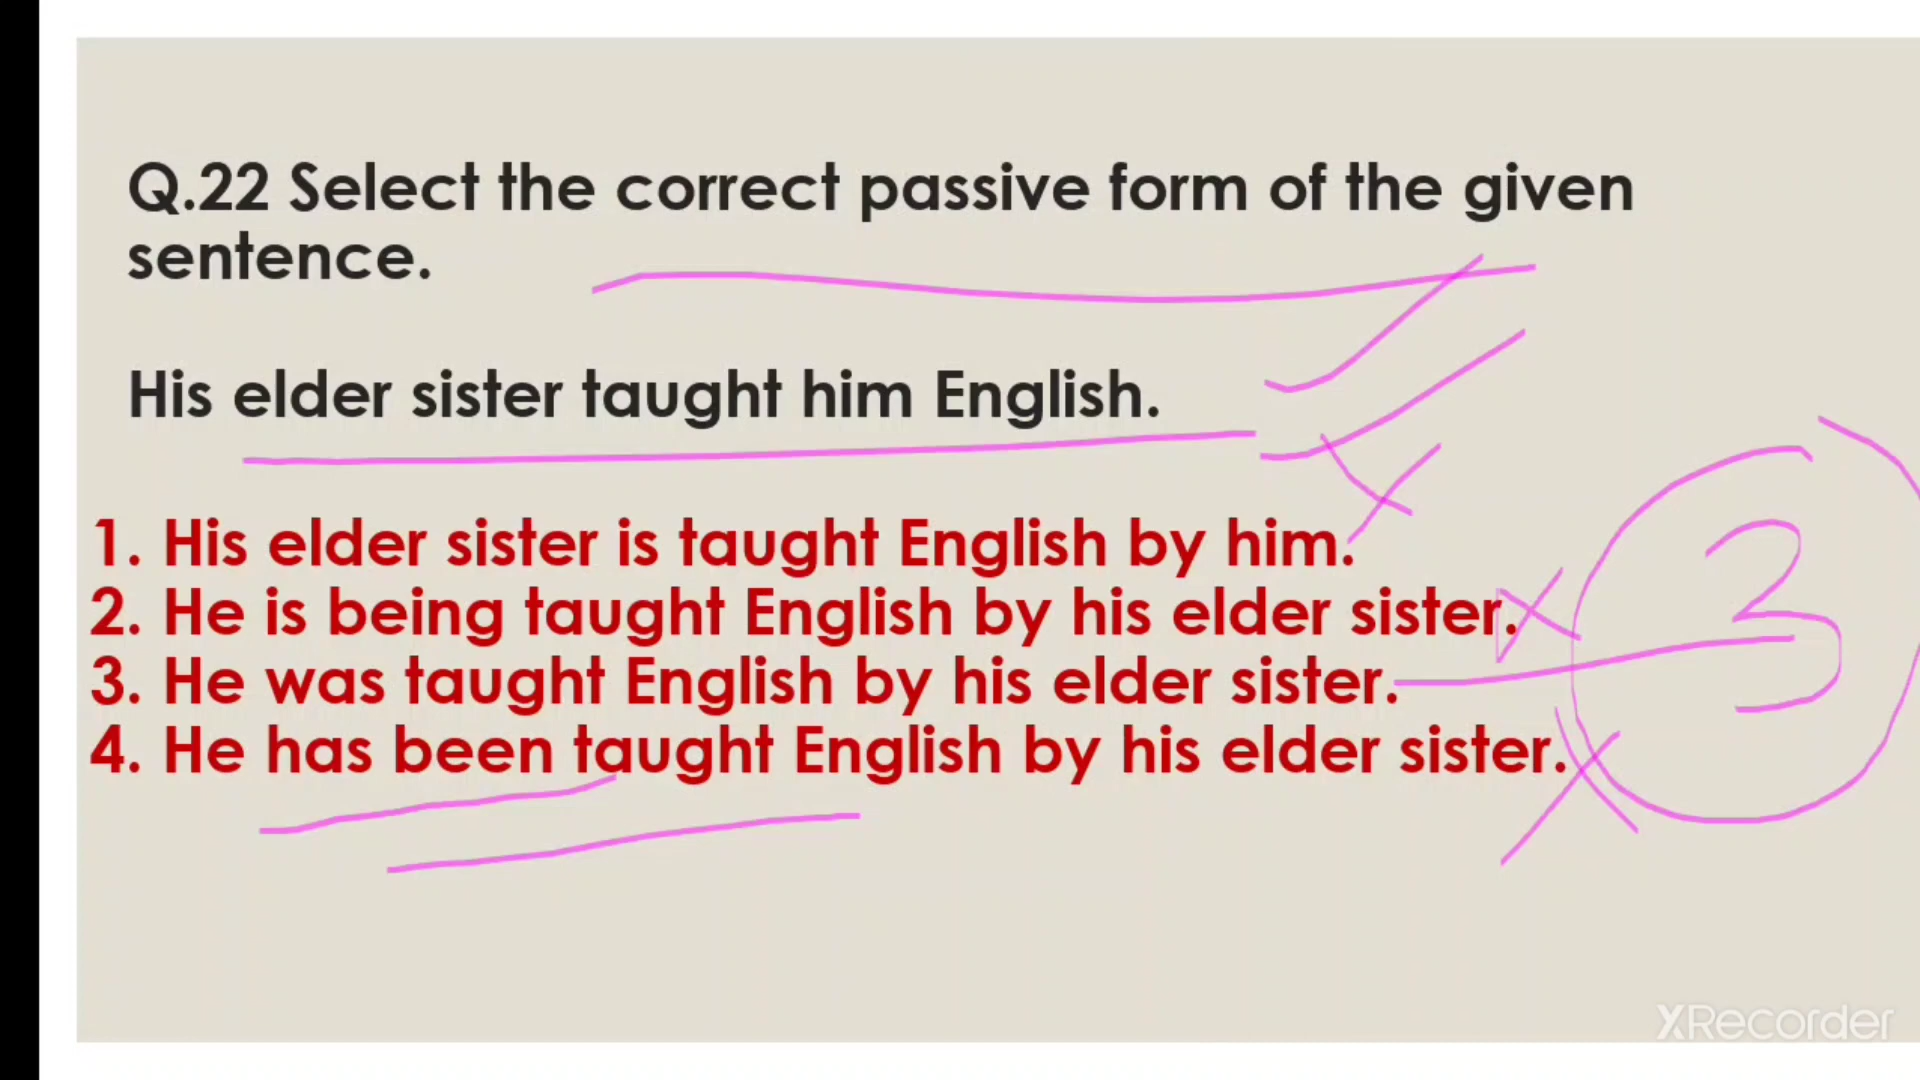 Q.22 Select the correct passive form of the given
sentence.
His elder sister taught him English.
1. His elder sister is taught English by him.
2. He is being taught English by his elder sister.
3. He was taught English by his elder sister.
4. He has been taught English by his elder sister.
3
XRecorder